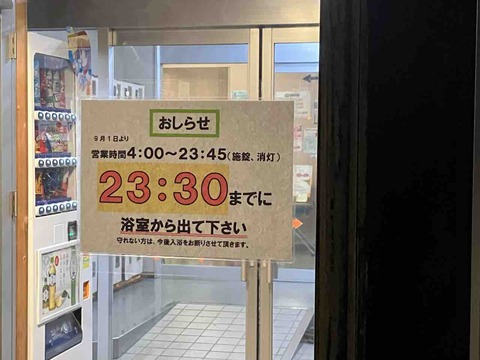 おしらせ
9月1日より
営業時間4:00～23:45(施錠、消灯)
23:30までに
浴室から出て下さい
守れない方は、今後入浴をお断りさせて頂きます。